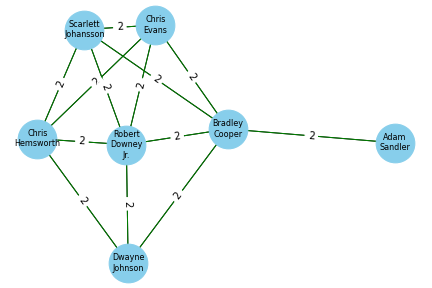 Scarlett
Johansson
2
Chris
Evans
2
2
2
2
2
2
Chris
Hemsworth
2
Robert
Downey
Jr.
2
Bradley
Cooper
2
Adam
Sandler
2
2
2
Dwayne
Johnson